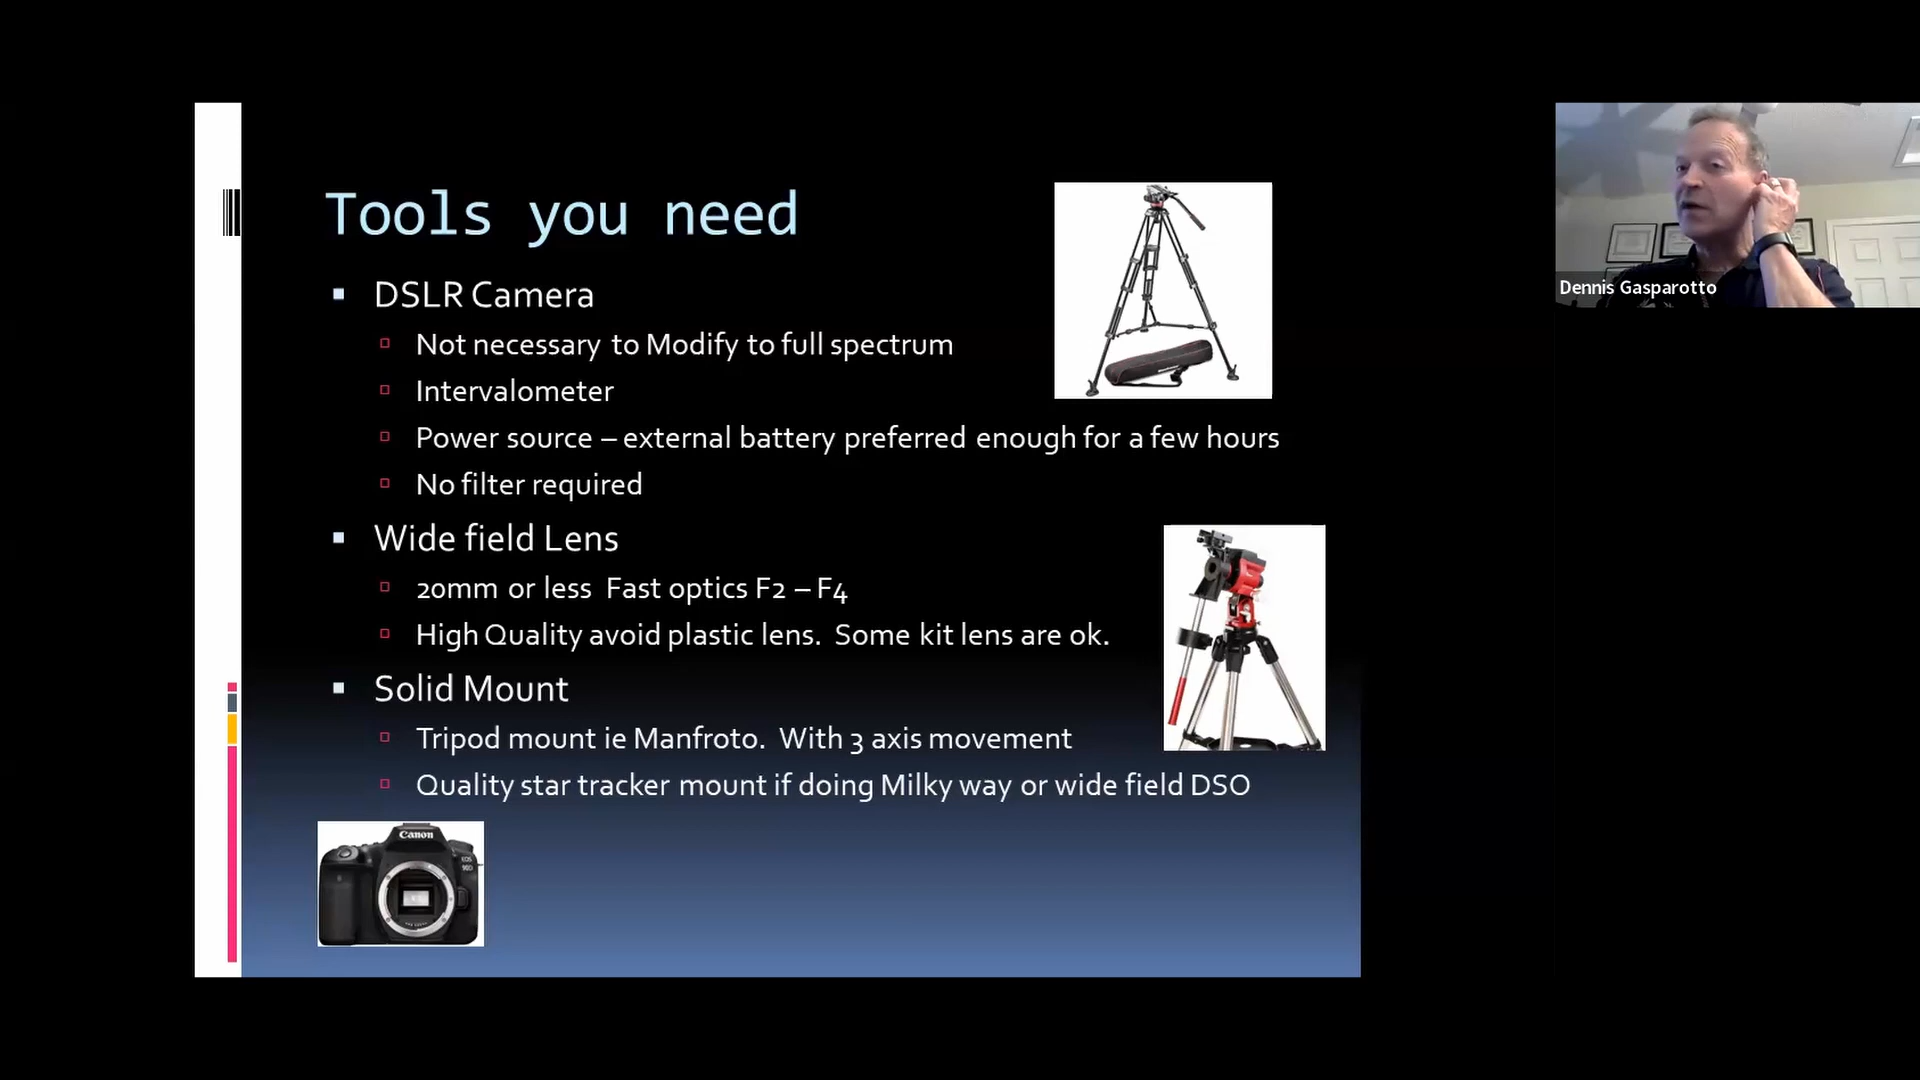 Tools you need
DSLR Camera
Not necessary to Modify to full spectrum
Intervalometer
Power source – external battery preferred enough for a few hours
No filter required
Wide field Lens
20mm or less  Fast optics F2 – F4
High Quality avoid plastic lens.  Some kit lens are ok.
Solid Mount
Tripod mount ie Manfroto.  With 3 axis movement
Quality star tracker mount if doing Milky way or wide field DSO
Canon
EOS
90D
Dennis Gasparotto